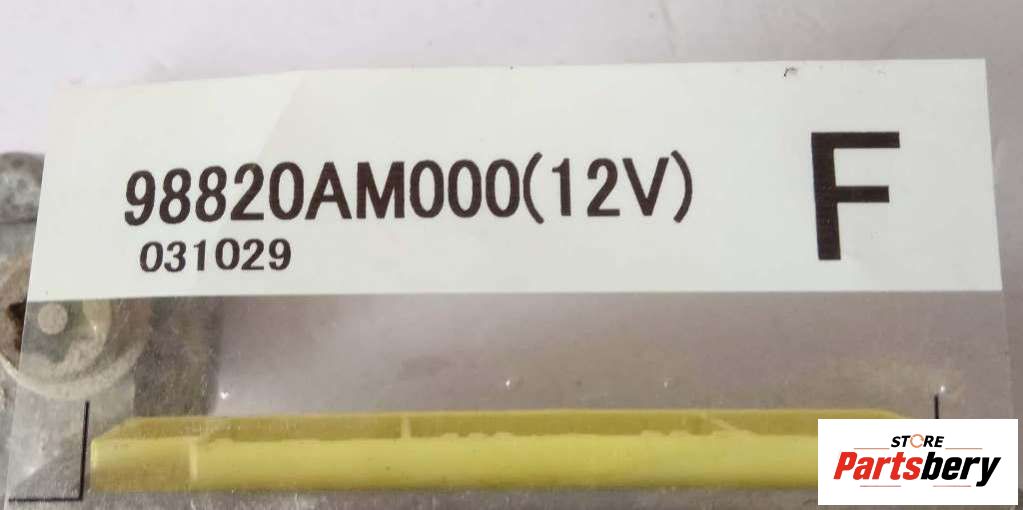 98820AM000(12V)
F
031029
STORE
Partsbery